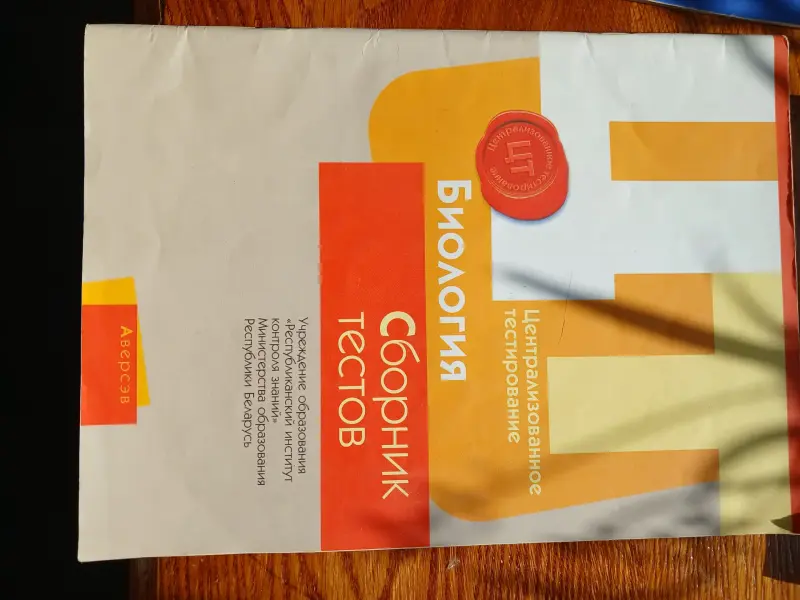 Централизованное тестирование
ЦТ
ЦТ
Централизованное
тестирование
Биология
Сборник
тестов
Учреждение образования
«Республиканский институт
контроля знаний»
Министерства образования
Республики Беларусь
Аверсэв